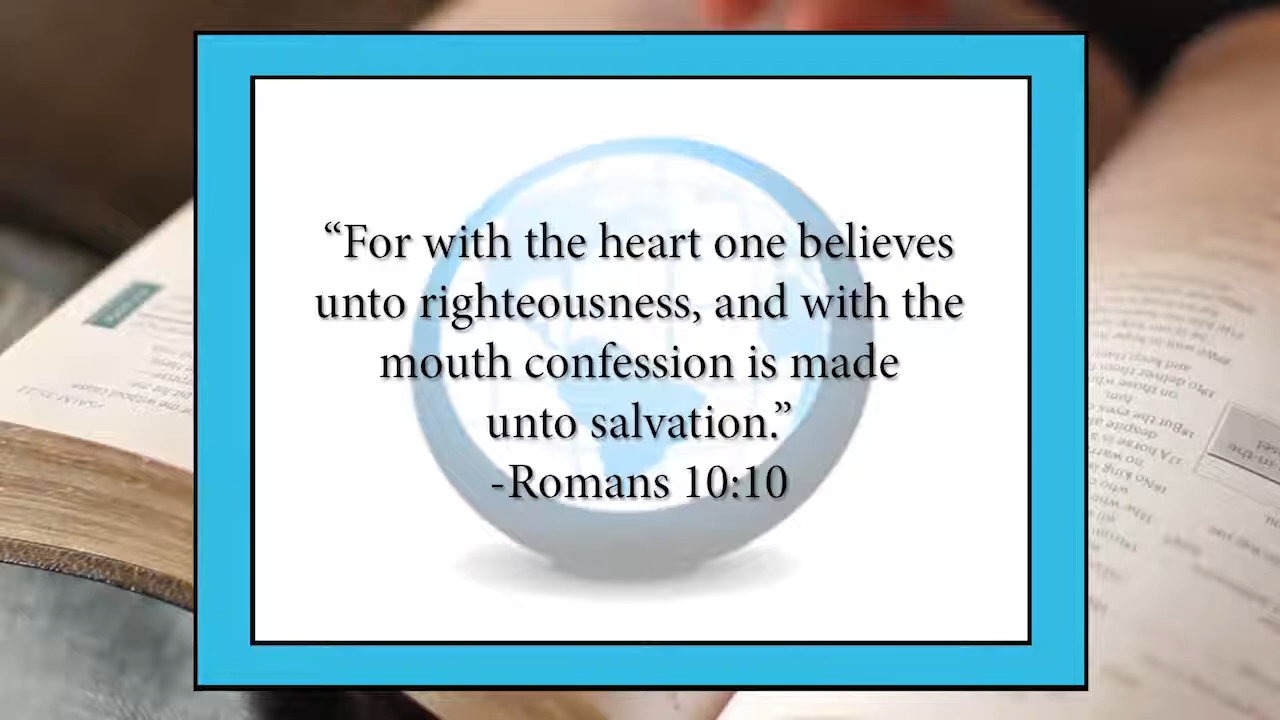 “For with the heart one believes
unto righteousness, and with the
mouth confession is made
unto salvation.”
-Romans 10:10